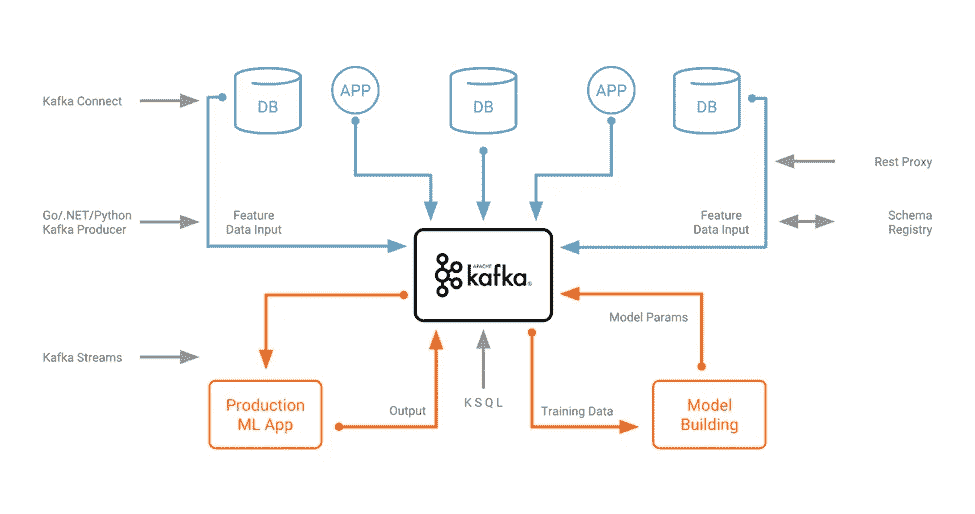 DB
APP
DB
APP
DB
Kafka Connect
Rest Proxy
Go/.NET/Python
Kafka Producer
Feature
Data Input
Feature
Data Input
Schema
Registry
APACHE
kafka®
Model Params
Kafka Streams
Production
ML App
Output
KSQL
Training Data
Model
Building